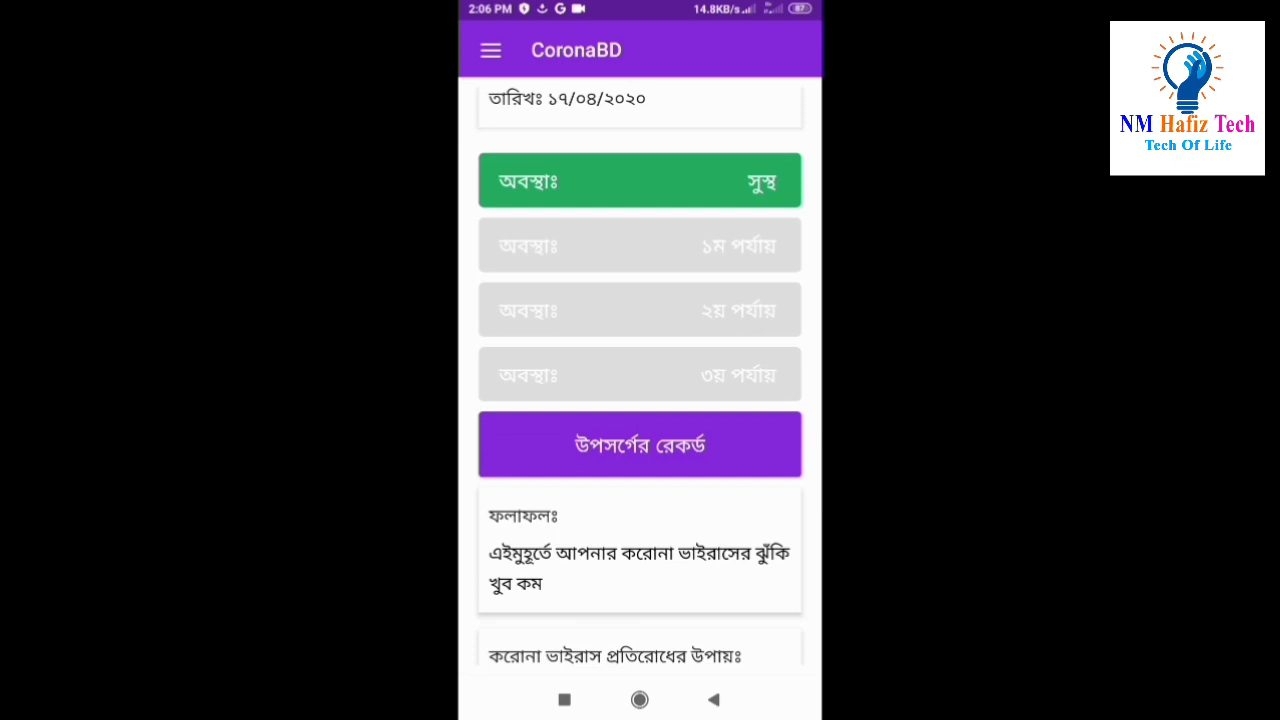 2:06 PM
14.8KB/s
87
CoronaBD
তারিখঃ ১৭/০৪/২০২০
অবস্থাঃ সুস্থ
অবস্থাঃ ১ম পর্যায়
অবস্থাঃ ২য় পর্যায়
অবস্থাঃ ৩য় পর্যায়
উপসর্গের রেকর্ড
ফলাফলঃ
এইমুহূর্তে আপনার করোনা ভাইরাসের ঝুঁকি
খুব কম
করোনা ভাইরাস প্রতিরোধের উপায়ঃ
NM Hafiz Tech
Tech Of Life